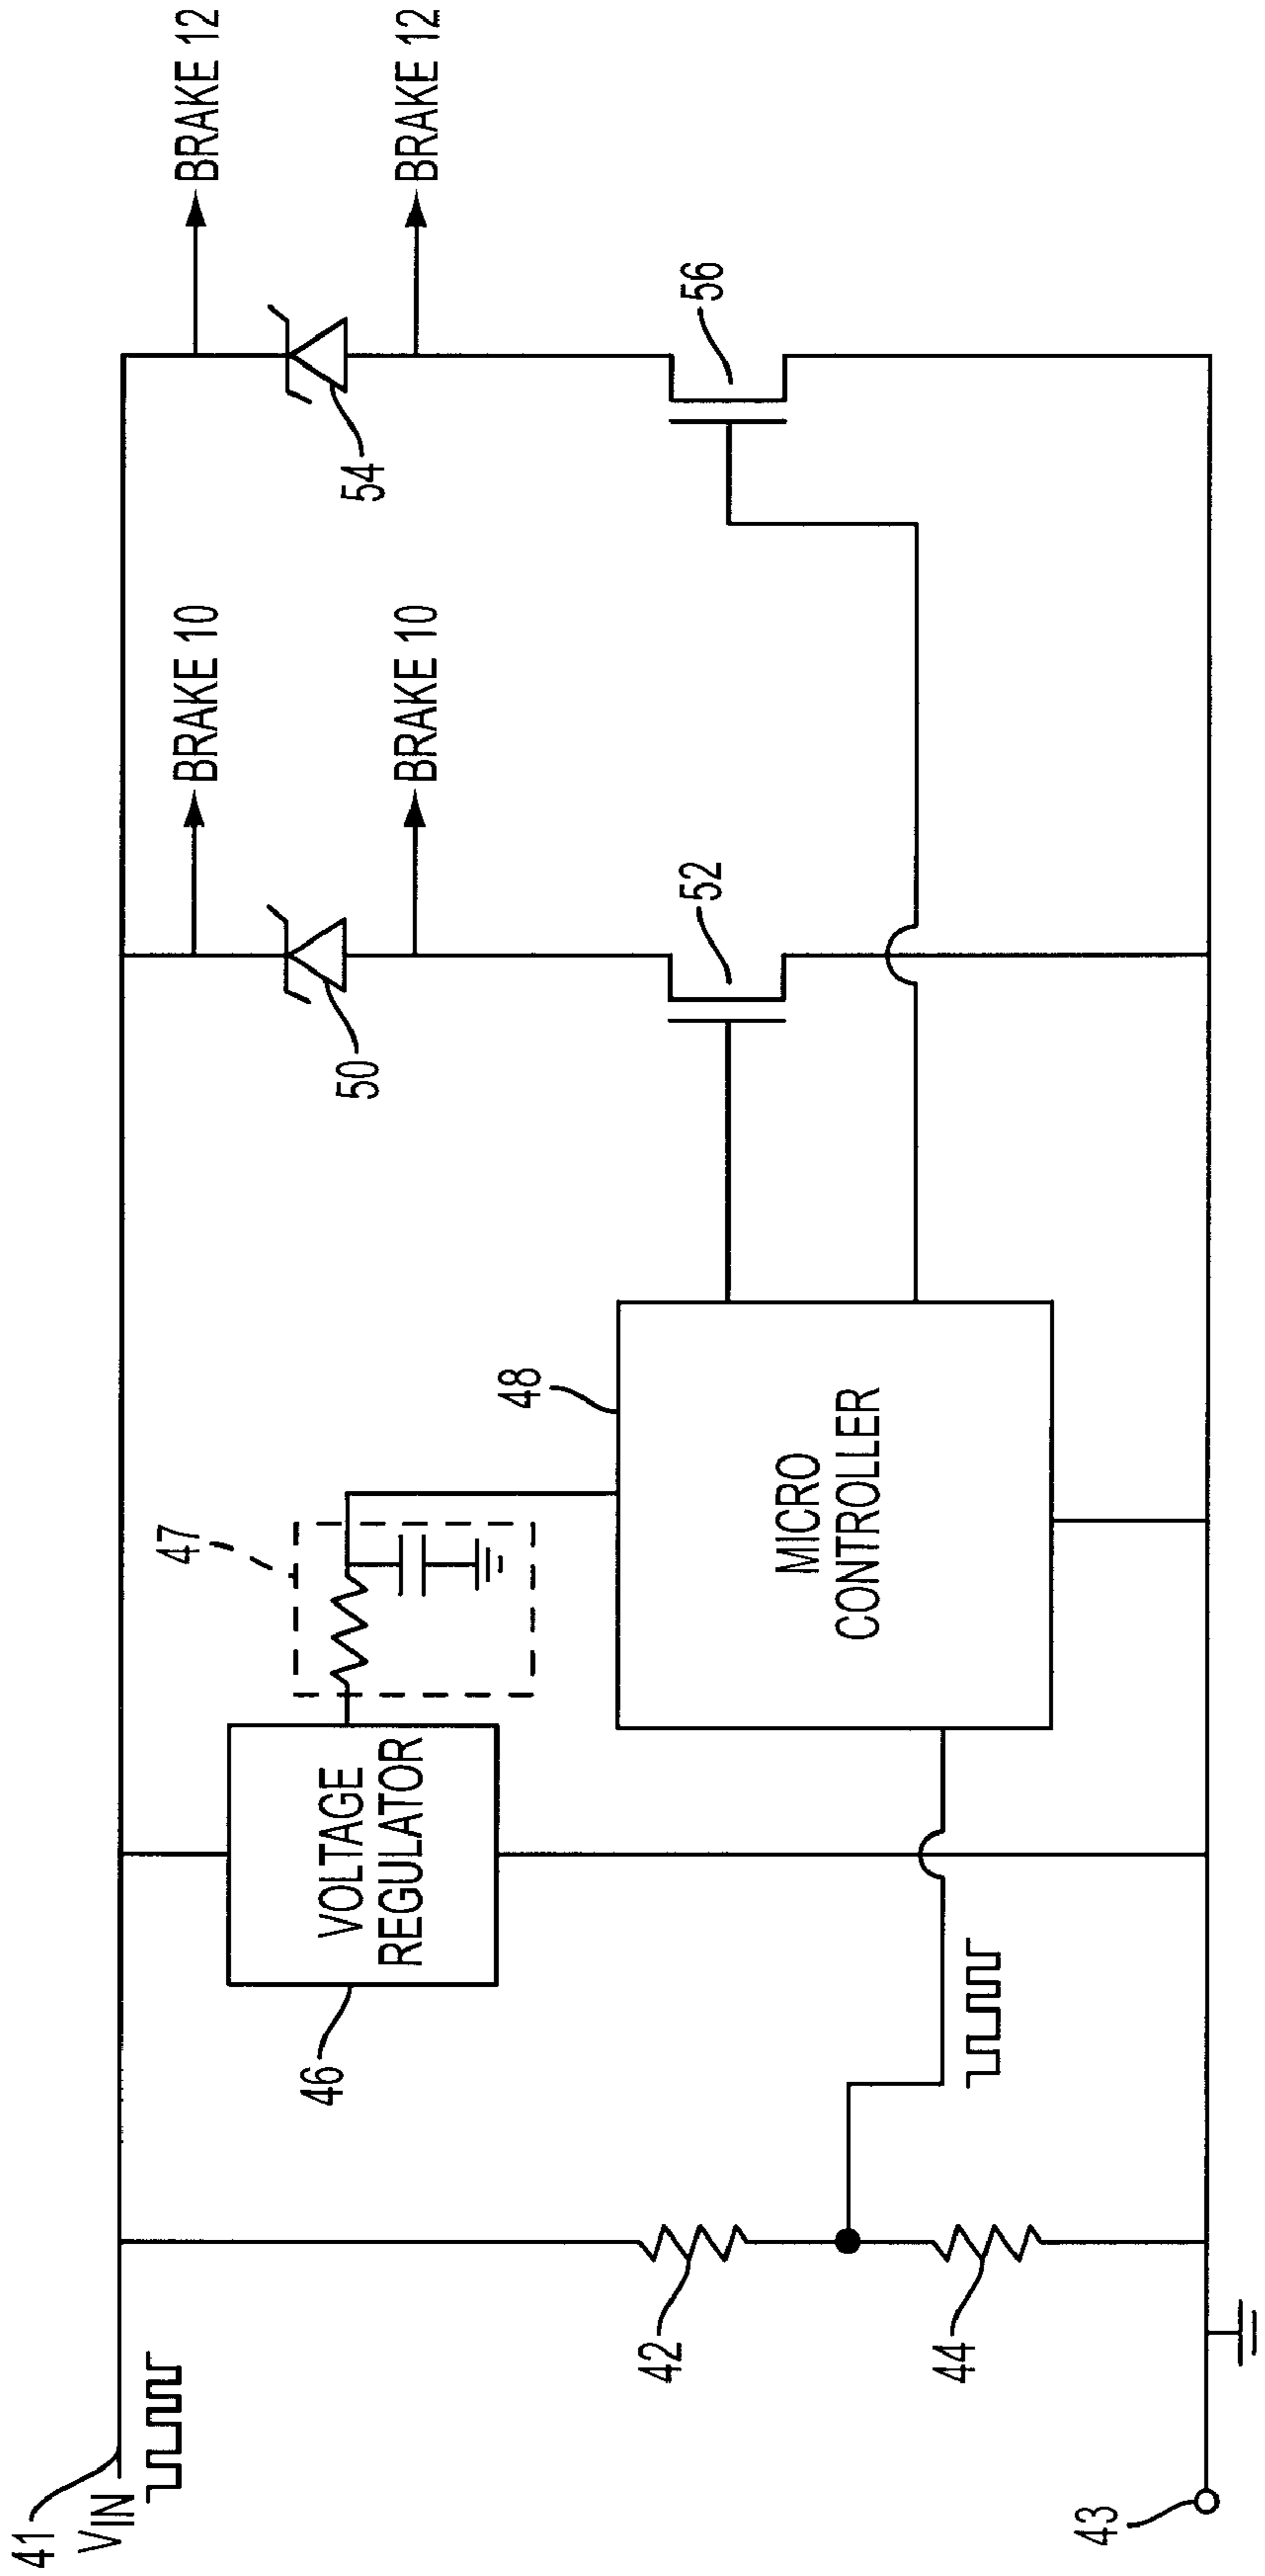 41
VIN
43
42
44
46
VOLTAGE
REGULATOR
47
48
MICRO
CONTROLLER
50
BRAKE 10
BRAKE 10
52
54
BRAKE 12
BRAKE 12
56